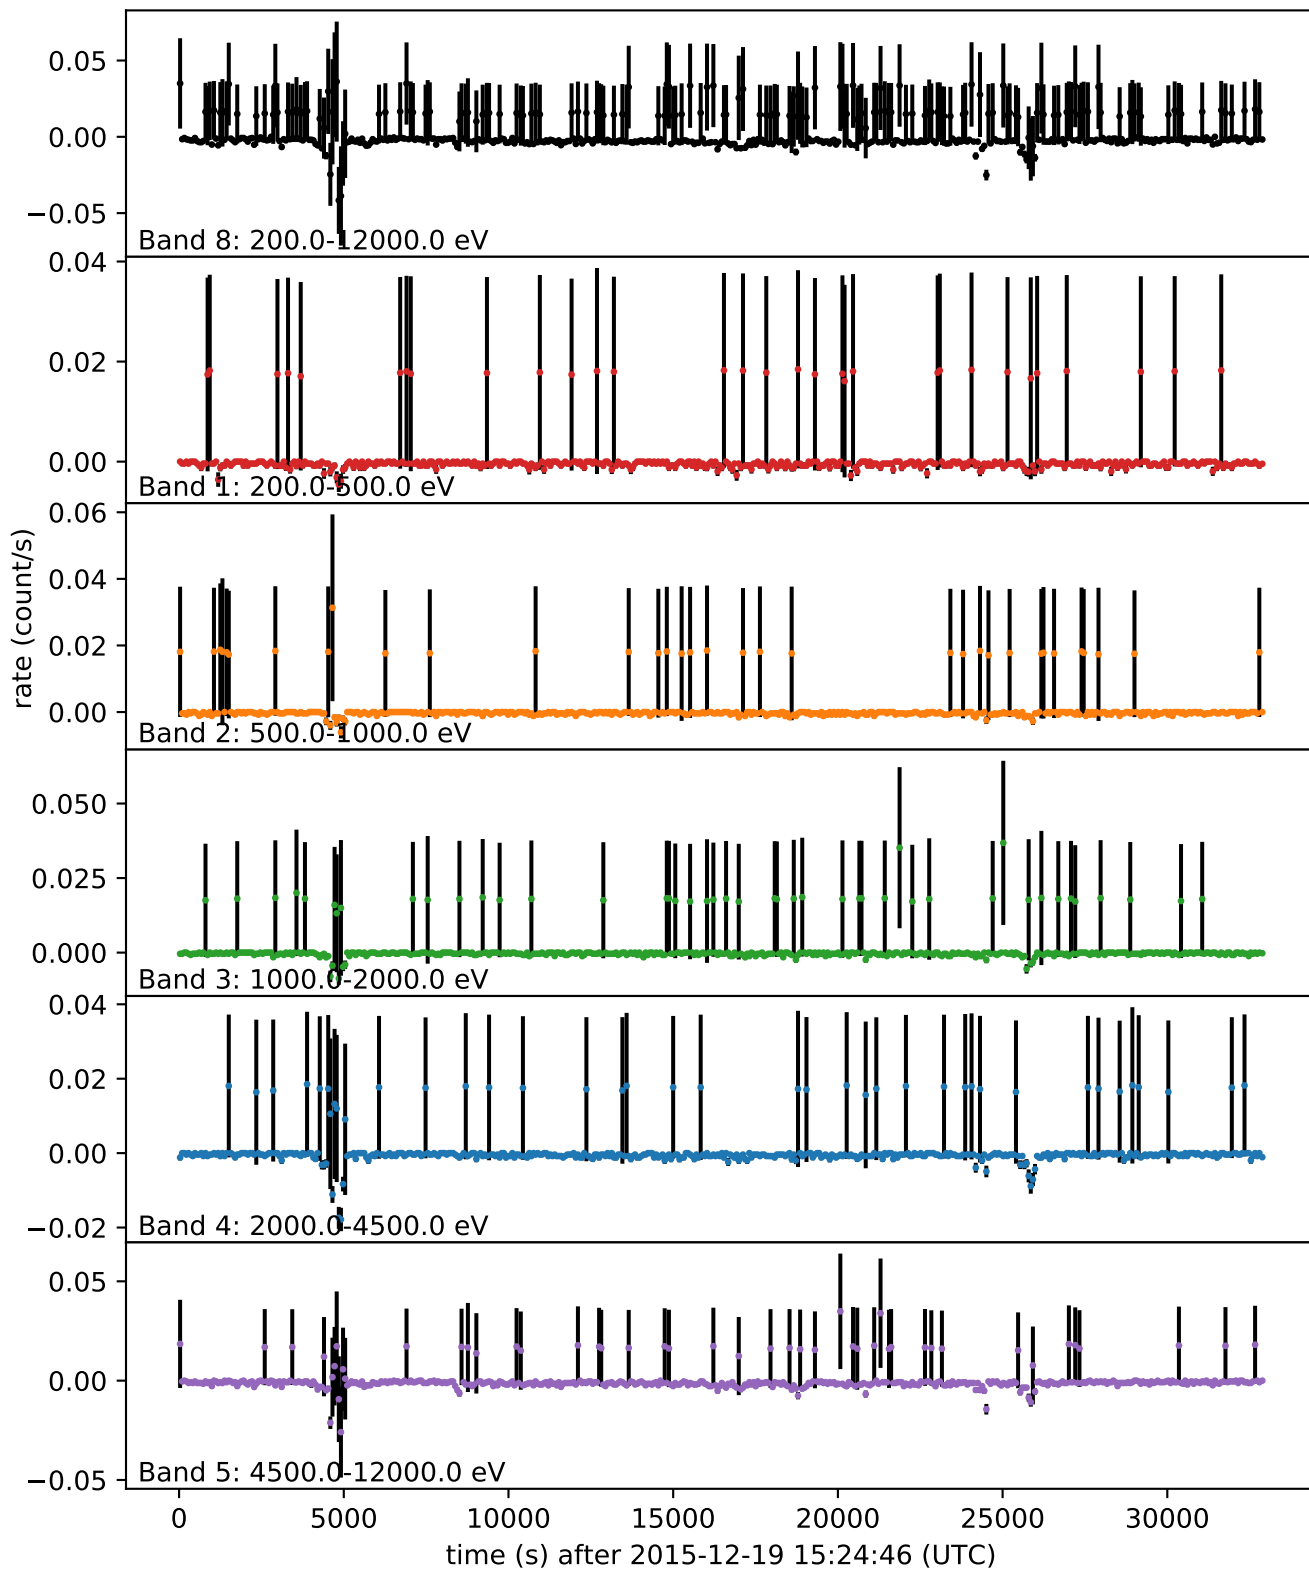 0.05
0.00
−0.05
Band 8: 200.0-12000.0 eV
0.04
0.02
0.00
Band 1: 200.0-500.0 eV
0.06
0.04
0.02
0.00
Band 2: 500.0-1000.0 eV
rate (count/s)
0.050
0.025
0.000
Band 3: 1000.0-2000.0 eV
0.04
0.02
0.00
−0.02
Band 4: 2000.0-4500.0 eV
0.05
0.00
−0.05
Band 5: 4500.0-12000.0 eV
0 5000 10000 15000 20000 25000 30000
time (s) after 2015-12-19 15:24:46 (UTC)